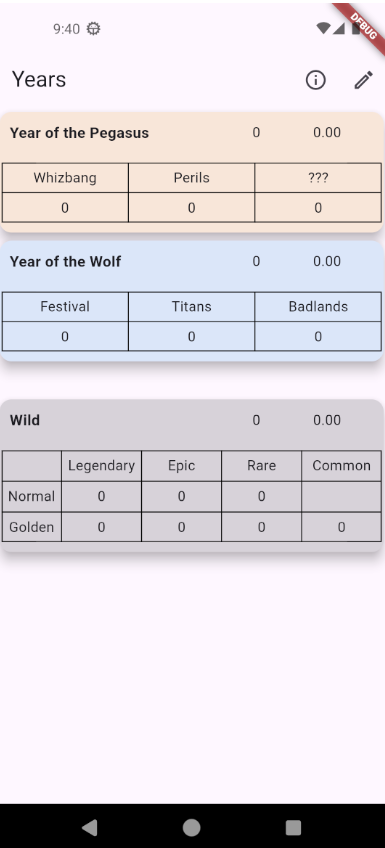 9:40
DEBUG
Years
Year of the Pegasus 0 0.00
Whizbang Perils ???
0 0 0
Year of the Wolf 0 0.00
Festival Titans Badlands
0 0 0
Wild 0 0.00
Legendary Epic Rare Common
Normal 0 0 0
Golden 0 0 0 0